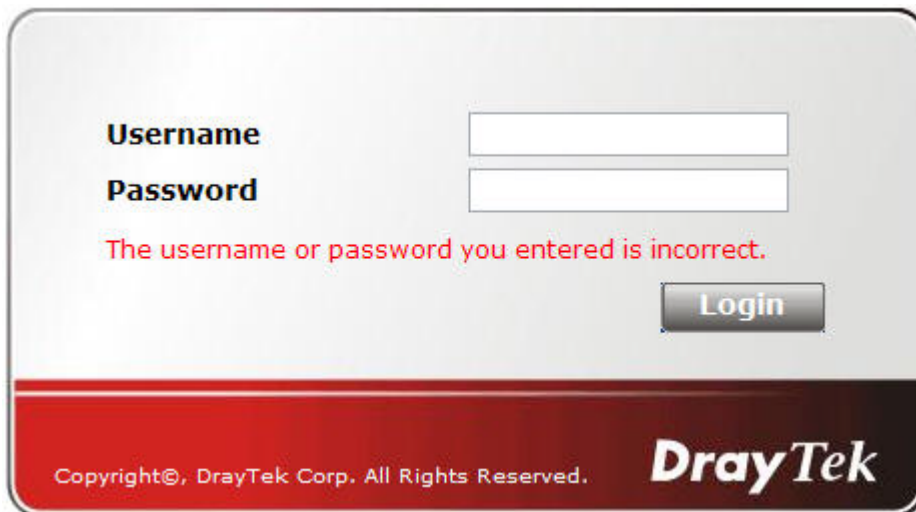 Username
Password
The username or password you entered is incorrect.
Login
Copyright©, DrayTek Corp. All Rights Reserved.
DrayTek